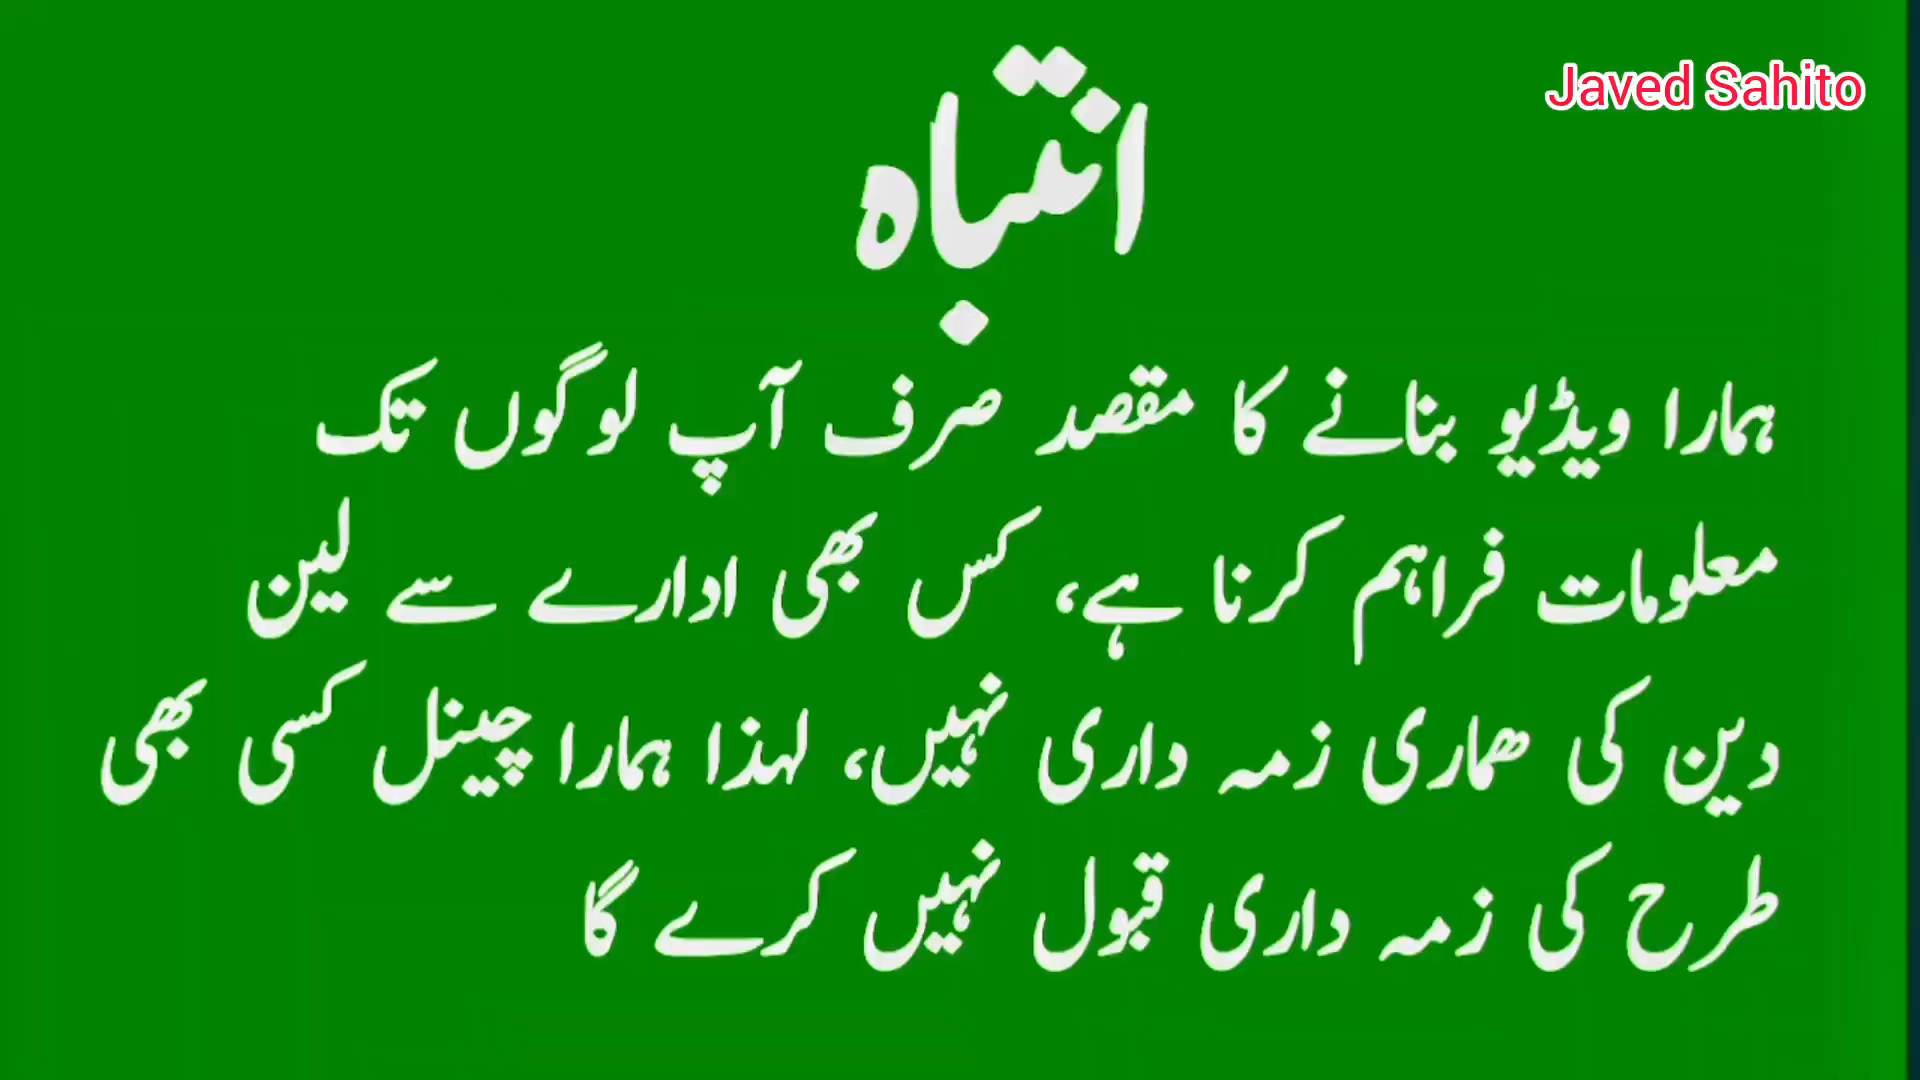 Javed Sahito
انتباہ
ہمارا ویڈیو بنانے کا مقصد صرف آپ لوگوں تک
معلومات فراہم کرنا ہے، کس بھی ادارے سے لین
دین کی ھماری زمہ داری نہیں، لہذا ہمارا چینل کسی بھی
طرح کی زمہ داری قبول نہیں کرے گا